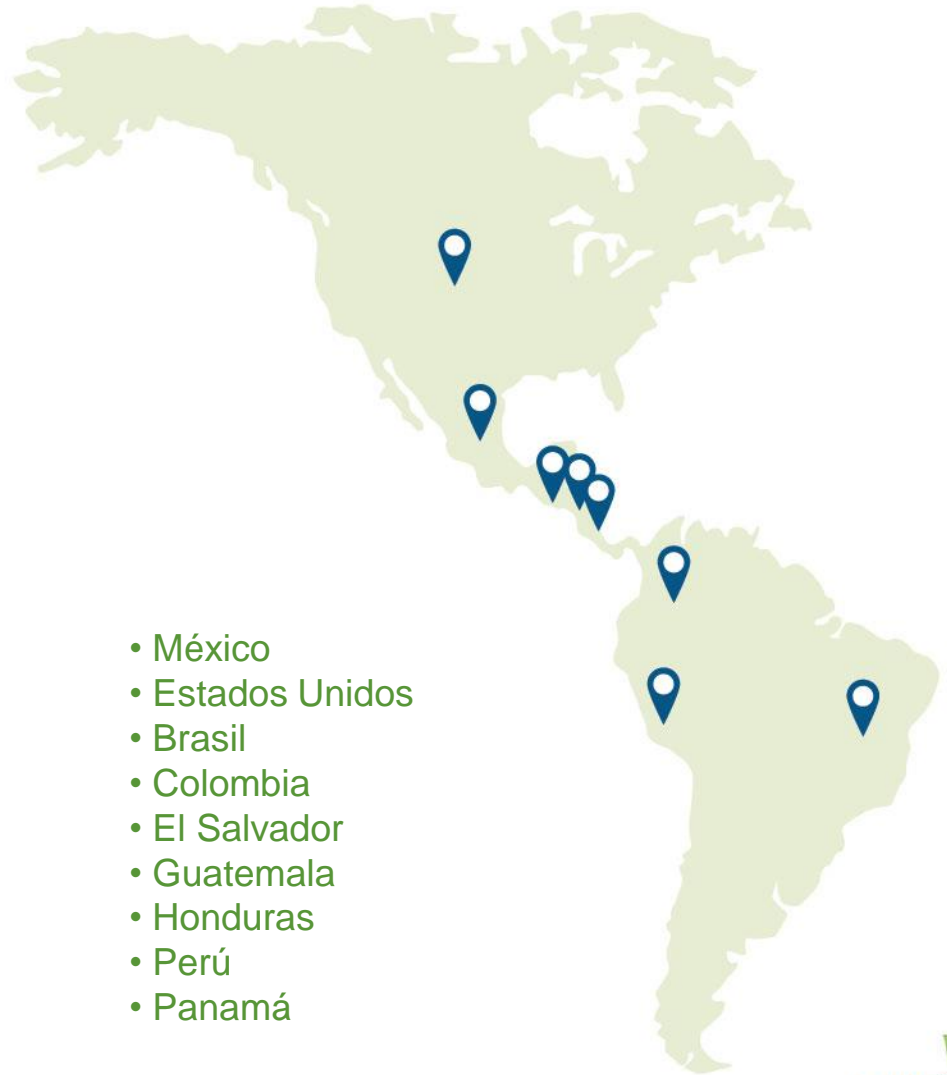 • México
• Estados Unidos
• Brasil
• Colombia
• El Salvador
• Guatemala
• Honduras
• Perú
• Panamá